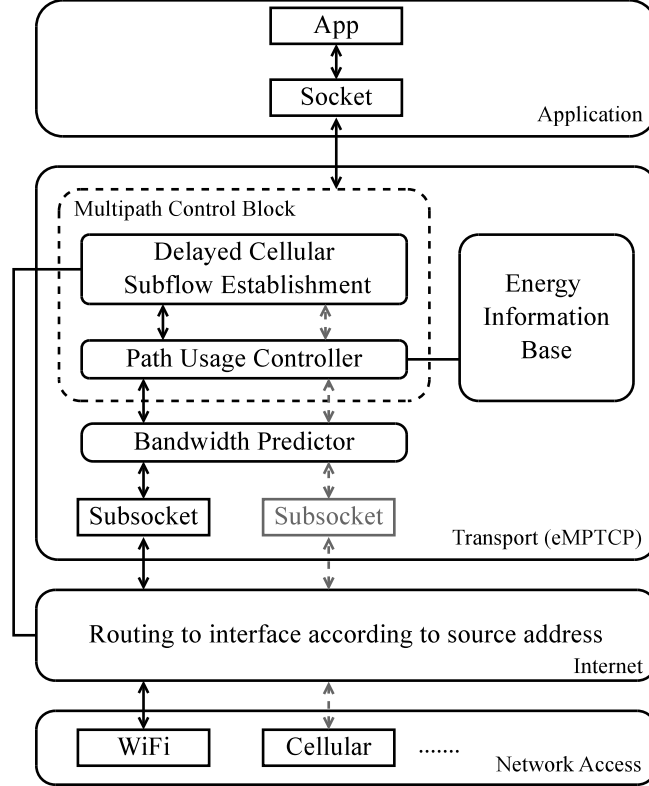 App
Socket
Application
Multipath Control Block
Delayed Cellular
Subflow Establishment
Energy
Information
Base
Path Usage Controller
Bandwidth Predictor
Subsocket
Subsocket
Transport (eMPTCP)
Routing to interface according to source address
Internet
WiFi
Cellular
.......
Network Access